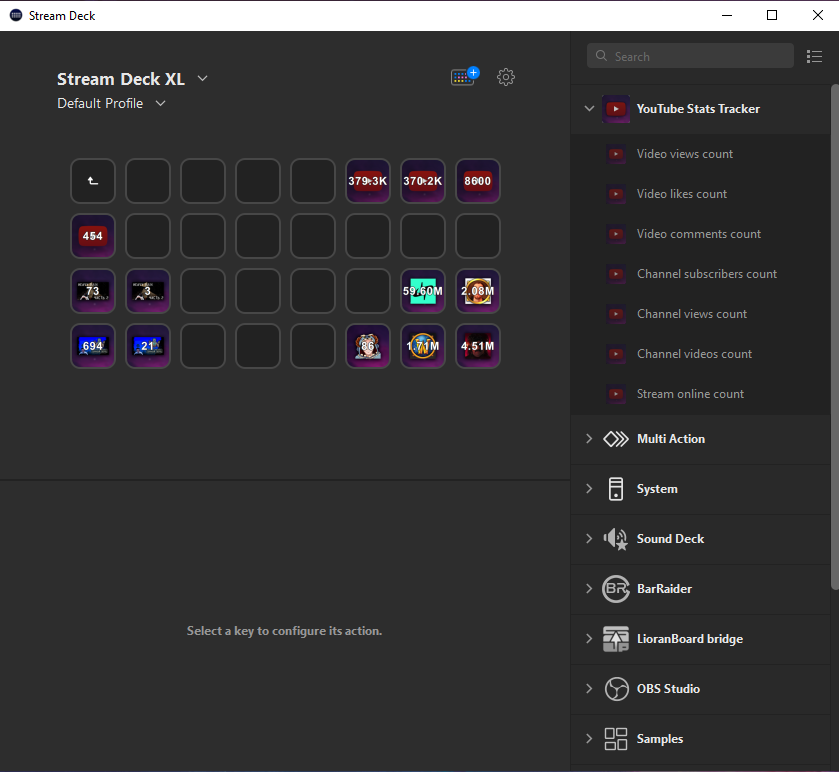 Stream Deck
Stream Deck XL
Default Profile
379.3K 370.2K 8600
454
73 3 59.60M 2.08M
694 21 86 1.71M 4.51M
Select a key to configure its action.
Search
YouTube Stats Tracker
Video views count
Video likes count
Video comments count
Channel subscribers count
Channel views count
Channel videos count
Stream online count
Multi Action
System
Sound Deck
BR BarRaider
LioranBoard bridge
OBS Studio
Samples